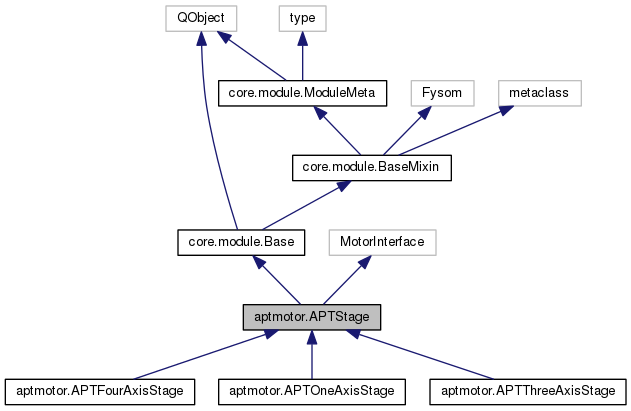 QObject
type
core.module.ModuleMeta
Fysom
metaclass
core.module.BaseMixin
core.module.Base
MotorInterface
aptmotor.APTStage
aptmotor.APTFourAxisStage
aptmotor.APTOneAxisStage
aptmotor.APTThreeAxisStage